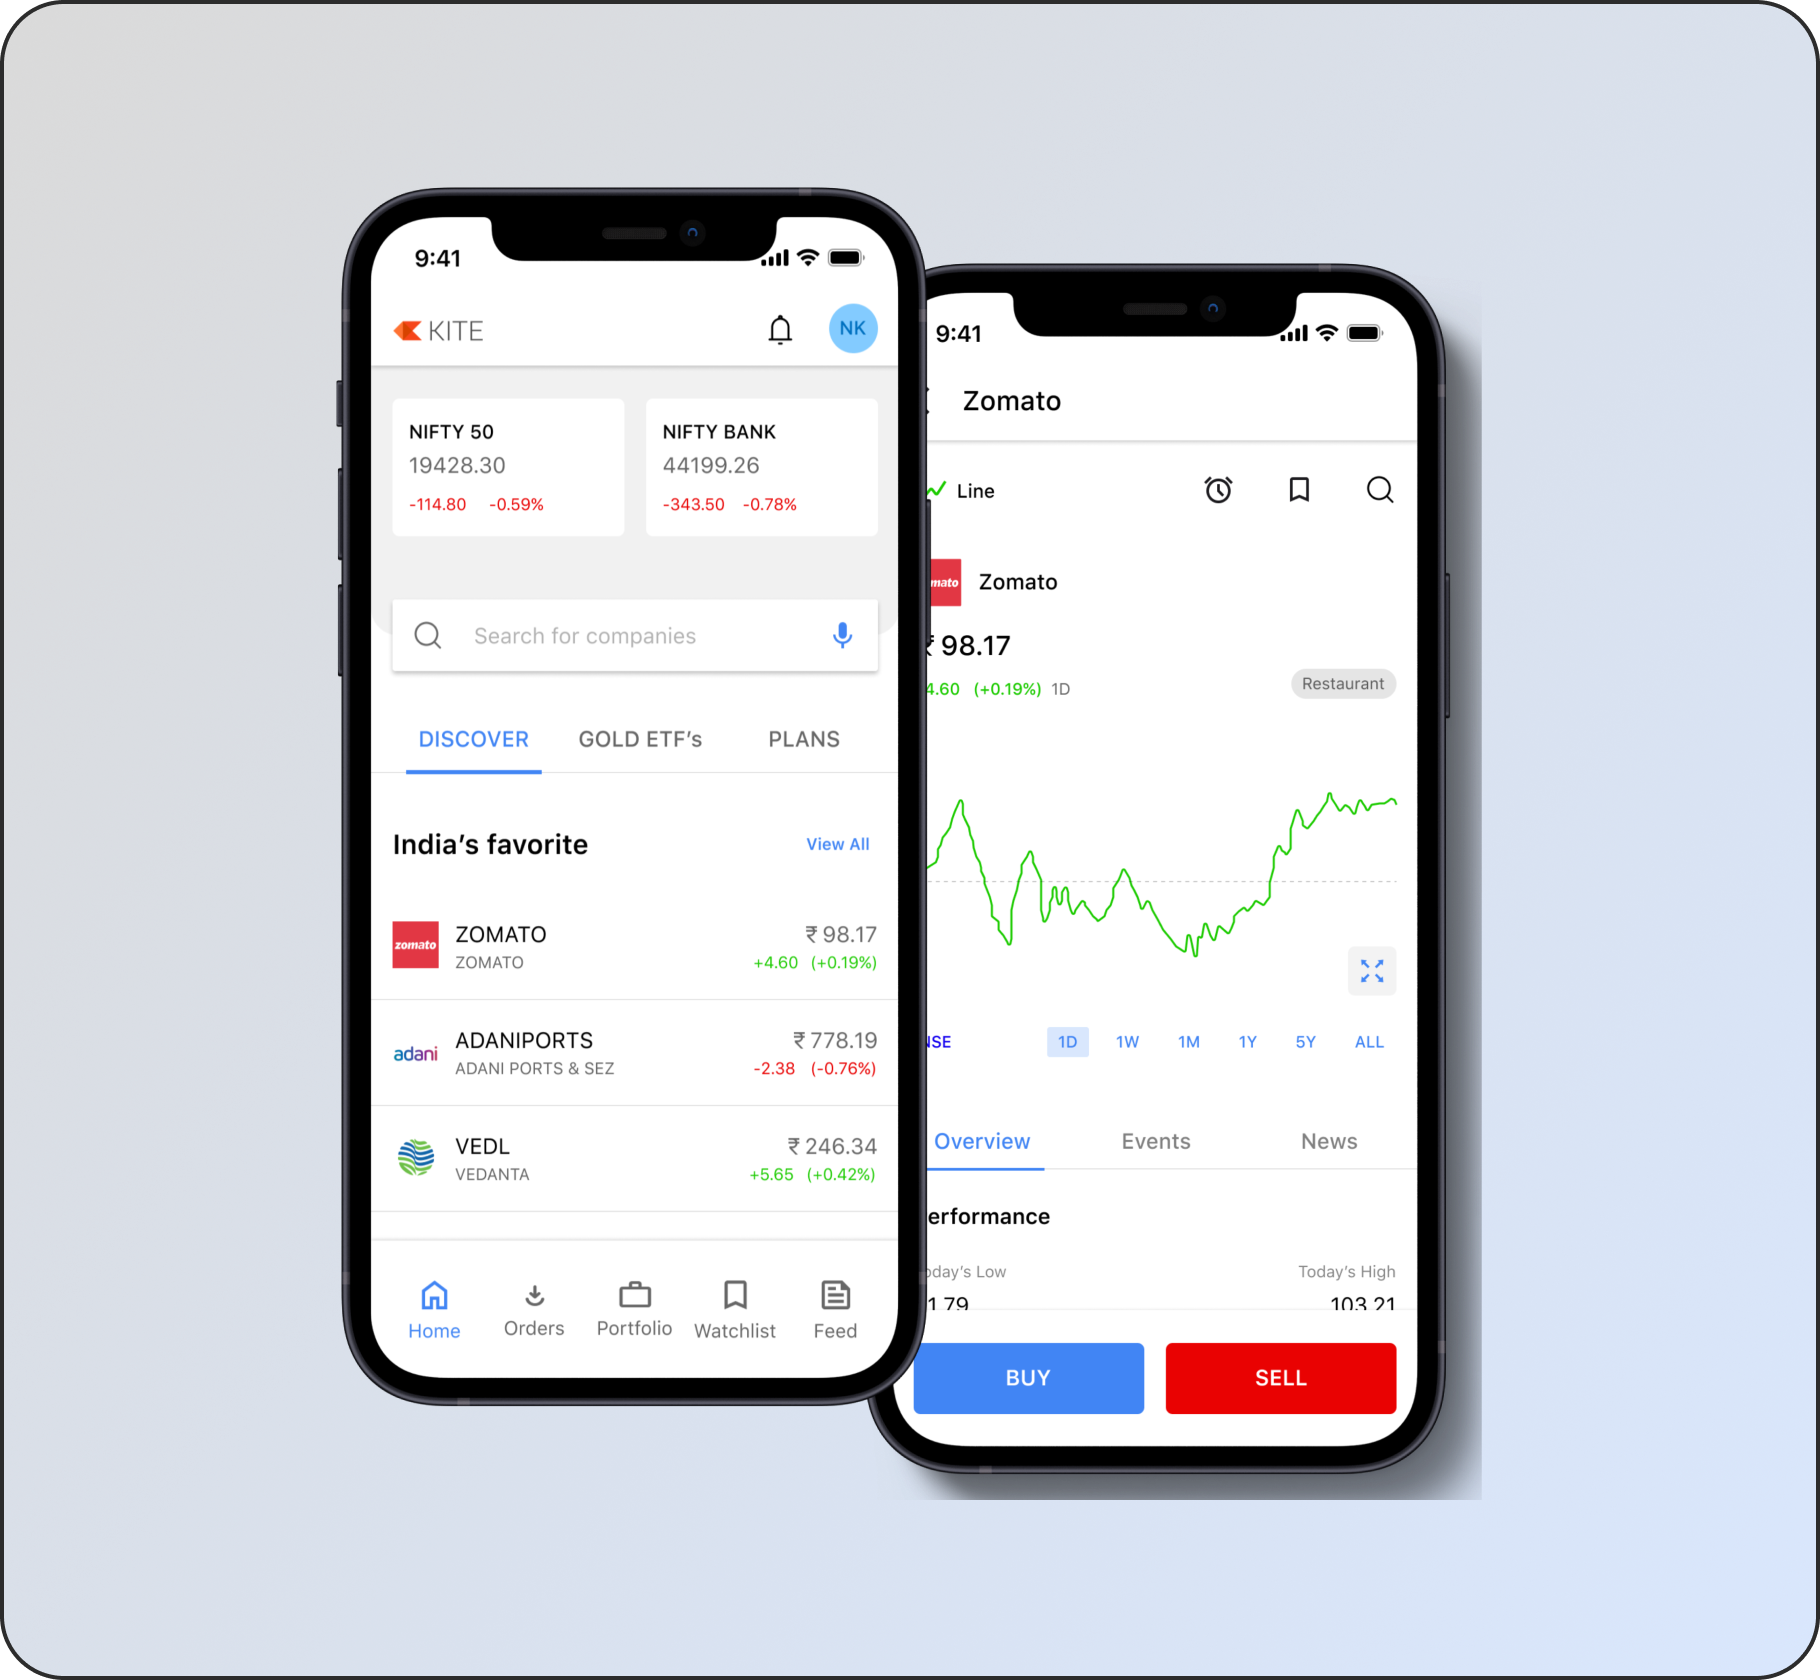 9:41
KITE
NK
NIFTY 50
19428.30
-114.80 -0.59%
NIFTY BANK
44199.26
-343.50 -0.78%
Search for companies
DISCOVER GOLD ETF’s PLANS
India’s favorite View All
zomato
ZOMATO ₹ 98.17
ZOMATO +4.60 (+0.19%)
adani
ADANIPORTS ₹ 778.19
ADANI PORTS & SEZ -2.38 (-0.76%)
VEDL ₹ 246.34
VEDANTA +5.65 (+0.42%)
Home Orders Portfolio Watchlist Feed
9:41
Zomato
Line
mato
Zomato
₹ 98.17
4.60 (+0.19%) 1D
Restaurant
NSE 1D 1W 1M 1Y 5Y ALL
Overview Events News
erformance
oday’s Low Today’s High
1.79 103.21
BUY SELL